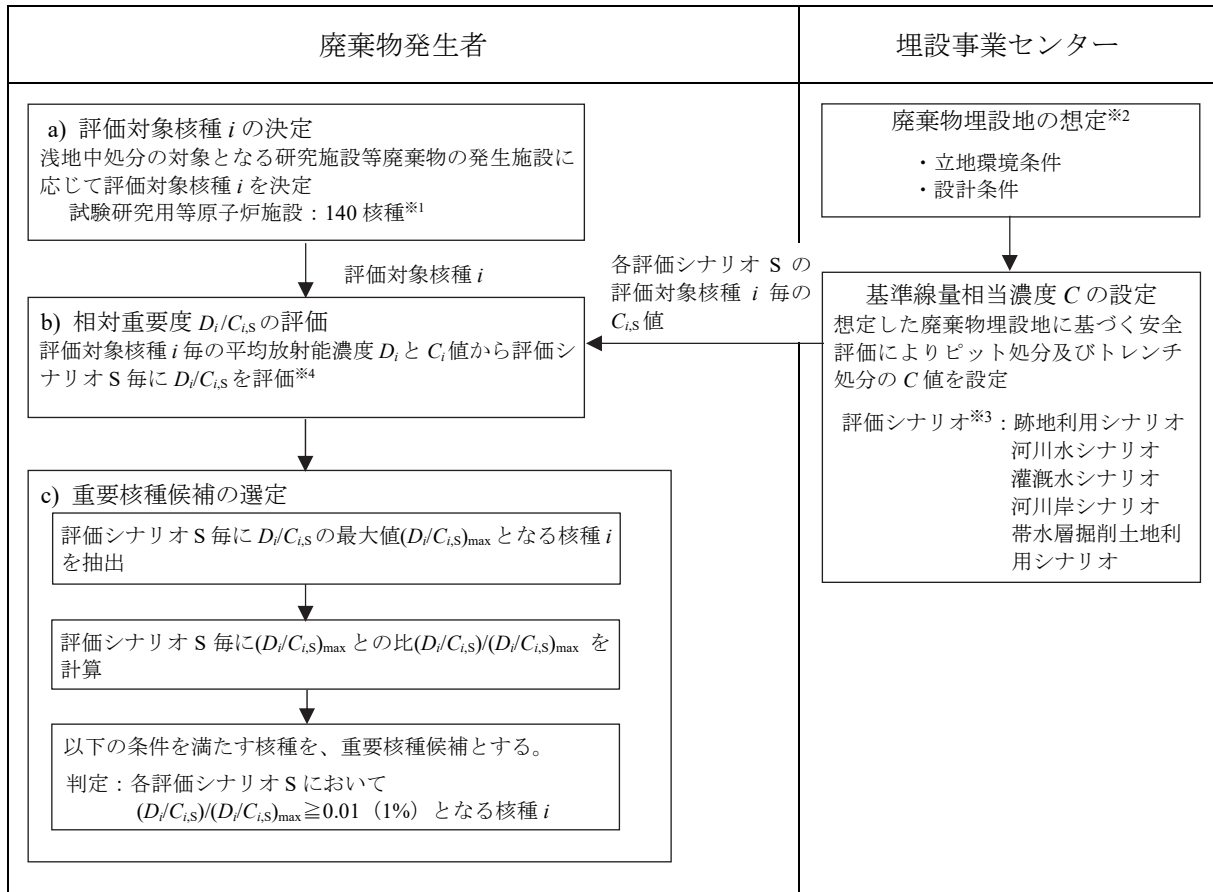 廃棄物発生者
埋設事業センター
a) 評価対象核種 i の決定
浅地中処分の対象となる研究施設等廃棄物の発生施設に
応じて評価対象核種 i を決定
試験研究用等原子炉施設：140 核種※1
評価対象核種 i
b) 相対重要度 Di/Ci,S の評価
評価対象核種 i 毎の平均放射能濃度 Di と Ci 値から評価シ
ナリオ S 毎に Di/Ci,S を評価※4
c) 重要核種候補の選定
評価シナリオ S 毎に Di/Ci,S の最大値(Di/Ci,S)max となる核種 i
を抽出
評価シナリオ S 毎に(Di/Ci,S)max との比(Di/Ci,S)/(Di/Ci,S)max を
計算
以下の条件を満たす核種を、重要核種候補とする。
判定：各評価シナリオ S において
(Di/Ci,S)/(Di/Ci,S)max≧0.01（1%）となる核種 i
各評価シナリオ S の
評価対象核種 i 毎の
Ci,S 値
廃棄物埋設地の想定※2
・立地環境条件
・設計条件
基準線量相当濃度 C の設定
想定した廃棄物埋設地に基づく安全
評価によりピット処分及びトレンチ
処分の C 値を設定
評価シナリオ※3：跡地利用シナリオ
河川水シナリオ
灌漑水シナリオ
河川岸シナリオ
帯水層掘削土地利
用シナリオ